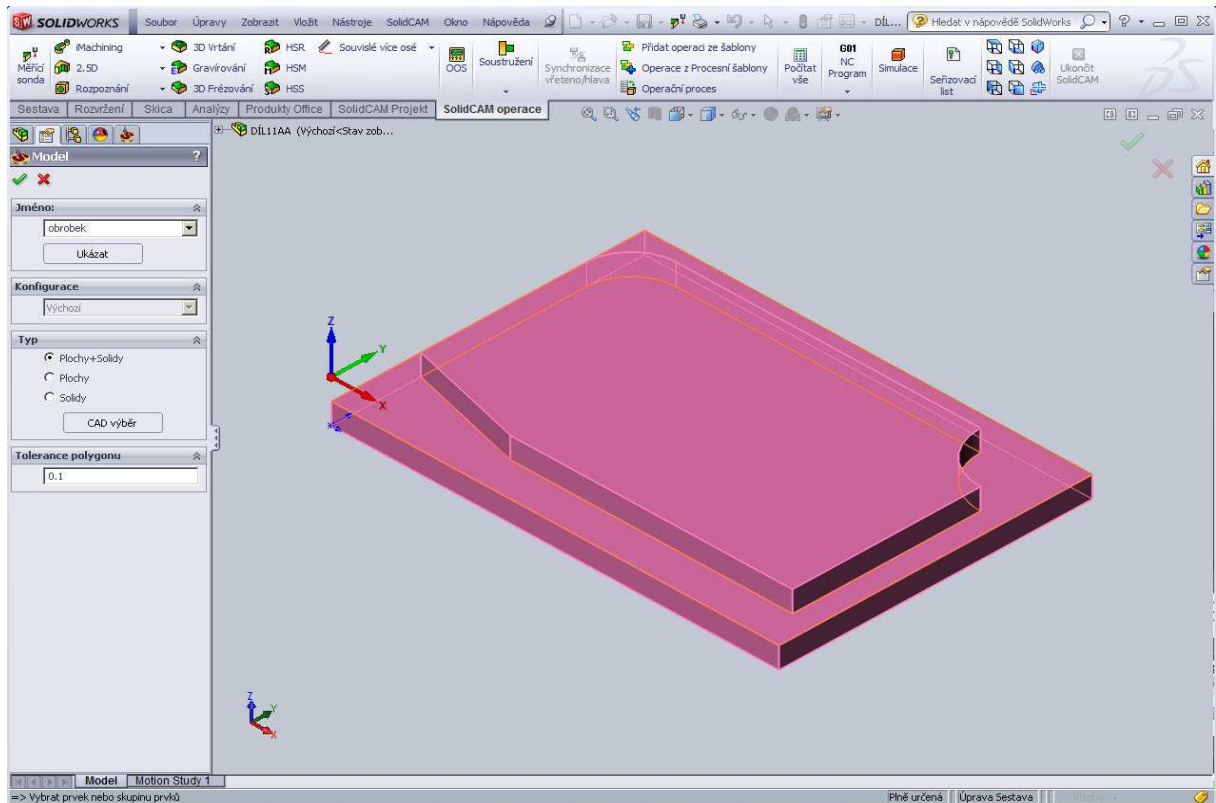 SOLIDWORKS Soubor Úpravy Zobrazit Vložit Nástroje SolidCAM Okno Nápověda DÍL... Hledat v nápovědě SolidWorks
Měřící sonda
iMachining
2.5D
Rozpoznání
3D Vrtání
Gravírování
3D Frézování
HSR
HSM
HSS
Souvislé více osé
OOS
Soustružení
Synchronizace vřeteno/hlava
Přidat operaci ze šablony
Operace z Procesní šablony
Operační proces
Počítat vše
G01
NC
Program
Simulace
Seřizovací list
Ukončit SolidCAM
Sestava Rozvržení Skica Analýzy Produkty Office SolidCAM Projekt SolidCAM operace
DÍL11AA (Výchozí<Stav zob...
Model ?
Jméno:
obrobek
Ukázat
Konfigurace
Výchozí
Typ
Plochy+Solidy
Plochy
Solidy
CAD výběr
Tolerance polygonu
0.1
Z
Y
X
Z
Y
X
Model Motion Study 1
=> Vybrat prvek nebo skupinu prvků Plně určená Úprava Sestava